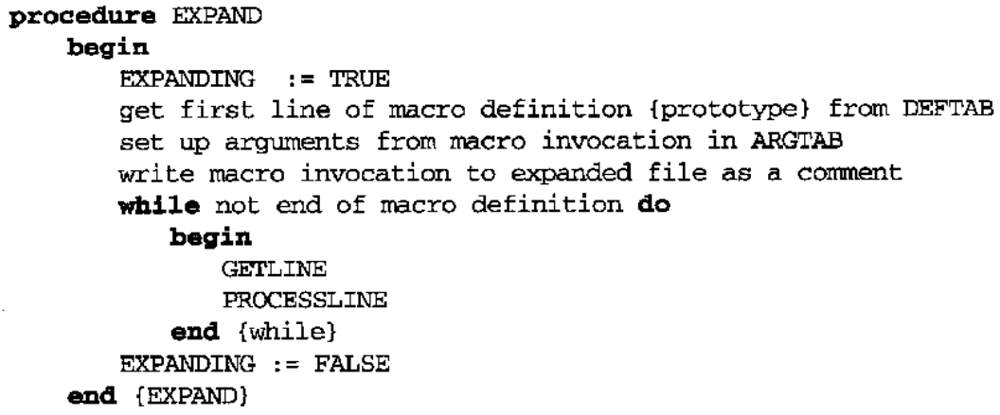 procedure EXPAND
begin
EXPANDING := TRUE
get first line of macro definition {prototype} from DEFTAB
set up arguments from macro invocation in ARGTAB
write macro invocation to expanded file as a comment
while not end of macro definition do
begin
GETLINE
PROCESSLINE
end {while}
EXPANDING := FALSE
end {EXPAND}